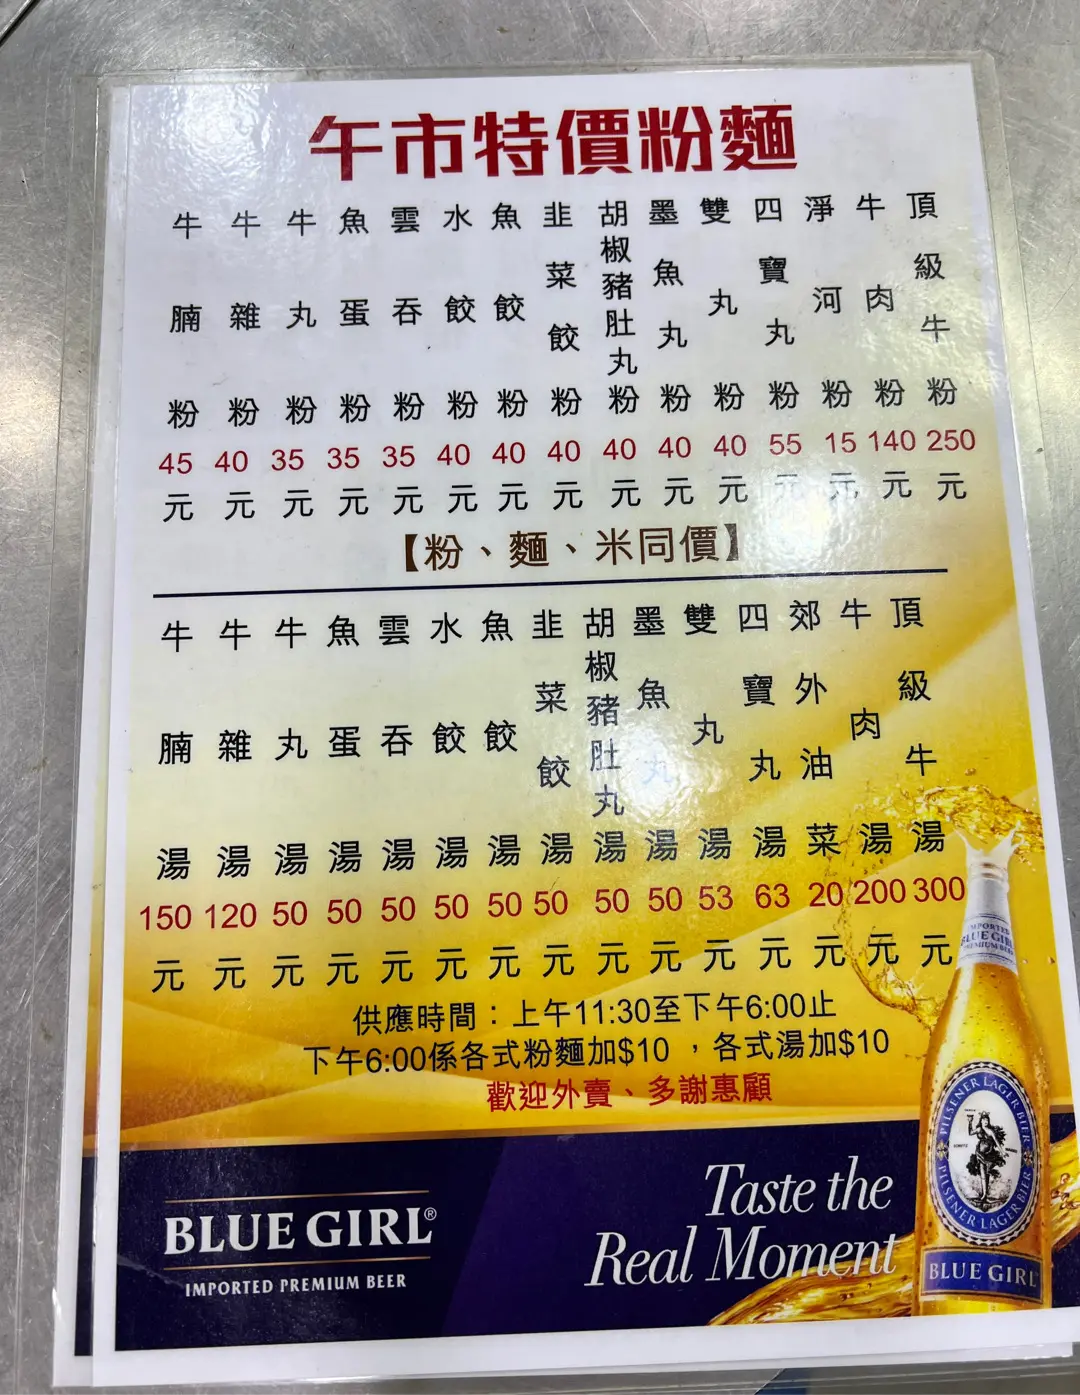 午市特價粉麵
牛腩粉45元
牛雜粉40元
牛丸粉35元
魚蛋粉35元
雲吞粉35元
水餃粉40元
魚餃粉40元
韭菜餃粉40元
胡椒豬肚丸粉40元
墨魚丸粉40元
雙丸粉40元
四寶丸粉55元
淨河粉15元
牛肉粉140元
頂級牛粉250元
【粉、麵、米同價】
牛腩湯150元
牛雜湯120元
牛丸湯50元
魚蛋湯50元
雲吞湯50元
水餃湯50元
魚餃湯50元
韭菜餃湯50元
胡椒豬肚丸湯50元
墨魚丸湯50元
雙丸湯53元
四寶丸湯63元
郊外油菜20元
牛肉湯200元
頂級牛湯300元
供應時間：上午11:30至下午6:00止
下午6:00係各式粉麵加$10 ，各式湯加$10
歡迎外賣、多謝惠顧
BLUE GIRL®
IMPORTED PREMIUM BEER
Taste the
Real Moment
IMPORTED
BLUE GIRL
PREMIUM BEER
PILSENER LAGER BIER
PILSENER LAGER BIER
BLUE GIRL